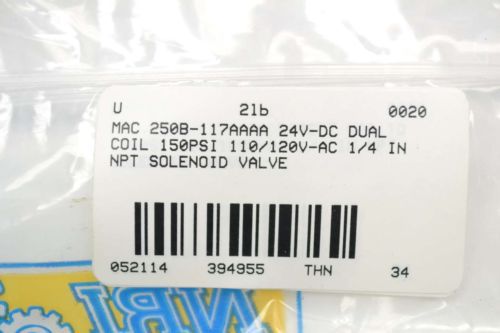 U 21b 0020
MAC 250B-117AAAA 24V-DC DUAL
COIL 150PSI 110/120V-AC 1/4 IN
NPT SOLENOID VALVE
052114 394955 THN 34
NBI